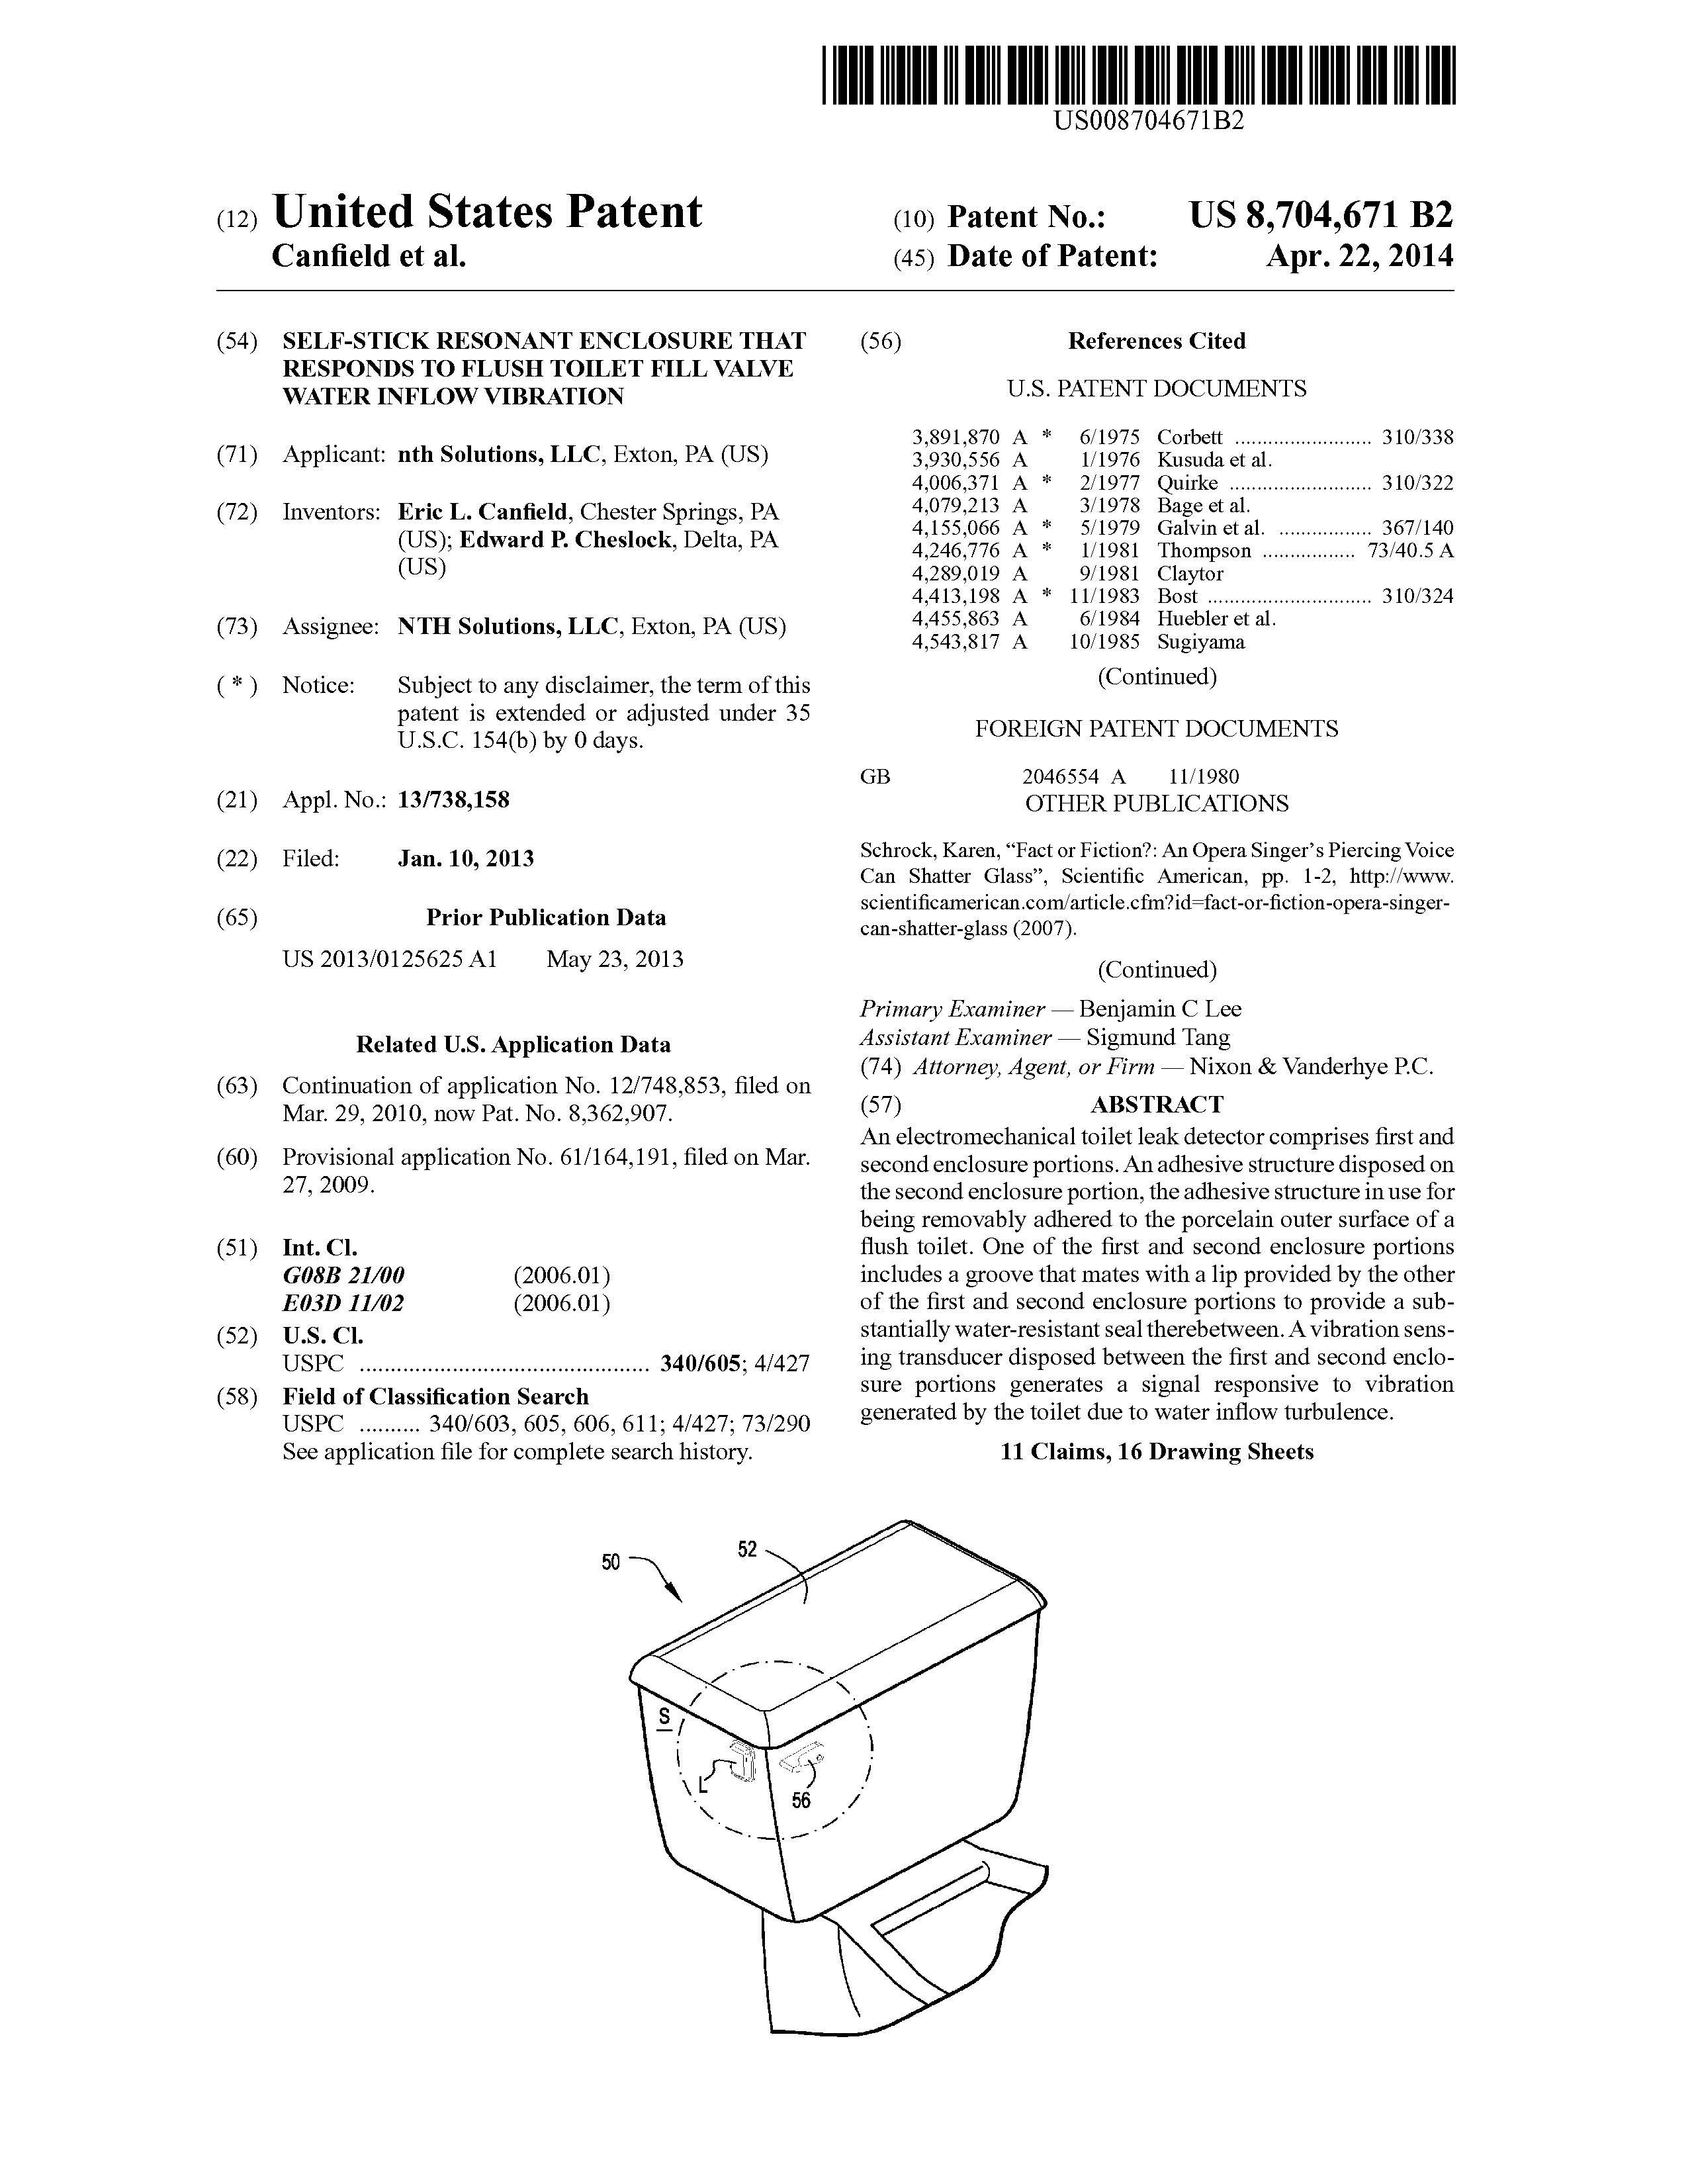 US008704671B2
(12) United States Patent
Canfield et al.
(10) Patent No.: US 8,704,671 B2
(45) Date of Patent: Apr. 22, 2014
(54) SELF-STICK RESONANT ENCLOSURE THAT
RESPONDS TO FLUSH TOILET FILL VALVE
WATER INFLOW VIBRATION
(71) Applicant: nth Solutions, LLC, Exton, PA (US)
(72) Inventors: Eric L. Canfield, Chester Springs, PA
(US); Edward P. Cheslock, Delta, PA
(US)
(73) Assignee: NTH Solutions, LLC, Exton, PA (US)
( * ) Notice: Subject to any disclaimer, the term of this
patent is extended or adjusted under 35
U.S.C. 154(b) by 0 days.
(21) Appl. No.: 13/738,158
(22) Filed: Jan. 10, 2013
(65) Prior Publication Data
US 2013/0125625 A1 May 23, 2013
Related U.S. Application Data
(63) Continuation of application No. 12/748,853, filed on
Mar. 29, 2010, now Pat. No. 8,362,907.
(60) Provisional application No. 61/164,191, filed on Mar.
27, 2009.
(51) Int. Cl.
G08B 21/00 (2006.01)
E03D 11/02 (2006.01)
(52) U.S. Cl.
USPC ............................................ 340/605; 4/427
(58) Field of Classification Search
USPC .......... 340/603, 605, 606, 611; 4/427; 73/290
See application file for complete search history.
(56) References Cited
U.S. PATENT DOCUMENTS
3,891,870 A * 6/1975 Corbett ........................ 310/338
3,930,556 A 1/1976 Kusuda et al.
4,006,371 A * 2/1977 Quirke ......................... 310/322
4,079,213 A 3/1978 Bage et al.
4,155,066 A * 5/1979 Galvin et al. ................ 367/140
4,246,776 A * 1/1981 Thompson ................ 73/40.5 A
4,289,019 A 9/1981 Claytor
4,413,198 A * 11/1983 Bost ............................. 310/324
4,455,863 A 6/1984 Huebler et al.
4,543,817 A 10/1985 Sugiyama
(Continued)
FOREIGN PATENT DOCUMENTS
GB 2046554 A 11/1980
OTHER PUBLICATIONS
Schrock, Karen, “Fact or Fiction?: An Opera Singer’s Piercing Voice
Can Shatter Glass”, Scientific American, pp. 1-2, http://www.
scientificamerican.com/article.cfm?id=fact-or-fiction-opera-singer-
can-shatter-glass (2007).
(Continued)
Primary Examiner — Benjamin C Lee
Assistant Examiner — Sigmund Tang
(74) Attorney, Agent, or Firm — Nixon & Vanderhye P.C.
(57) ABSTRACT
An electromechanical toilet leak detector comprises first and
second enclosure portions. An adhesive structure disposed on
the second enclosure portion, the adhesive structure in use for
being removably adhered to the porcelain outer surface of a
flush toilet. One of the first and second enclosure portions
includes a groove that mates with a lip provided by the other
of the first and second enclosure portions to provide a sub-
stantially water-resistant seal therebetween. A vibration sens-
ing transducer disposed between the first and second enclo-
sure portions generates a signal responsive to vibration
generated by the toilet due to water inflow turbulence.
11 Claims, 16 Drawing Sheets
50
52
S
L
56